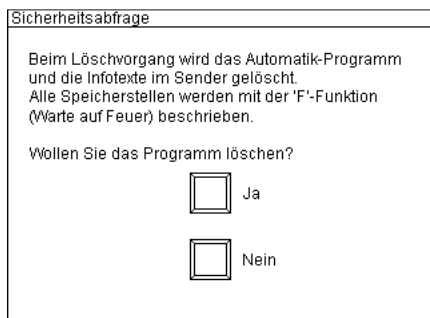 Sicherheitsabfrage
Beim Löschvorgang wird das Automatik-Programm
und die Infotexte im Sender gelöscht.
Alle Speicherstellen werden mit der 'F'-Funktion
(Warte auf Feuer) beschrieben.
Wollen Sie das Programm löschen?
Ja
Nein